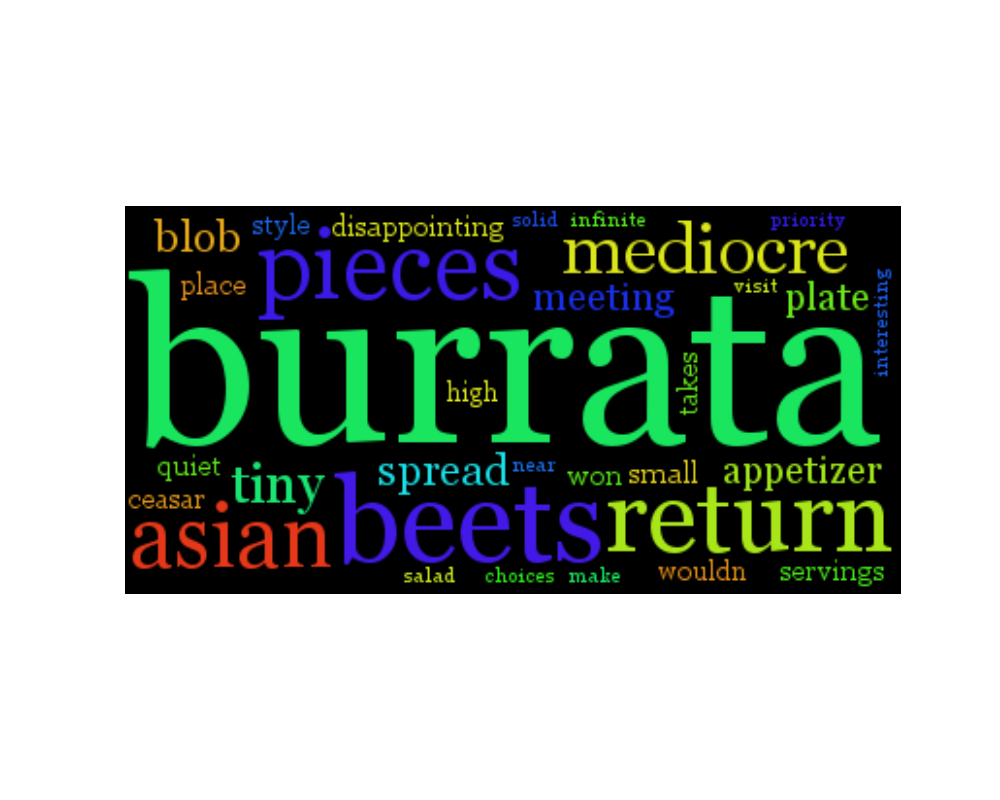 blob style disappointing solid infinite priority
pieces mediocre
place meeting visit plate interesting
burrata
high takes
quiet spread near won small appetizer
ceasar tiny
asian beets return
salad choices make wouldn servings